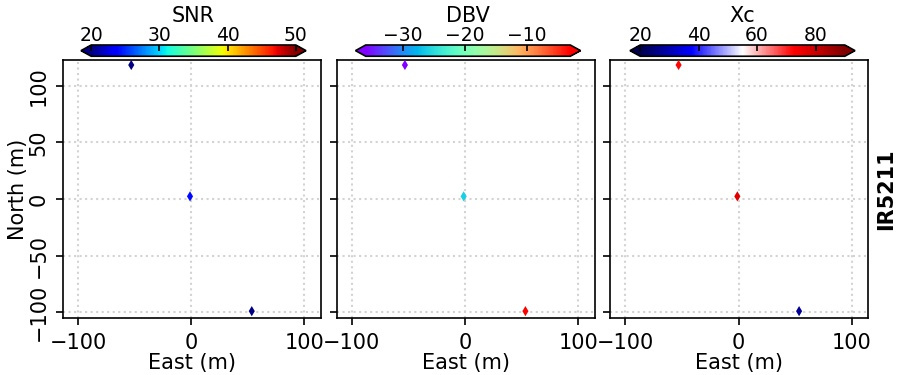 SNR DBV Xc
20 30 40 50 −30 −20 −10 20 40 60 80
100
50
0
−50
−100
North (m)
−100 0 100 −100 0 100 −100 0 100
East (m) East (m) East (m)
IR5211